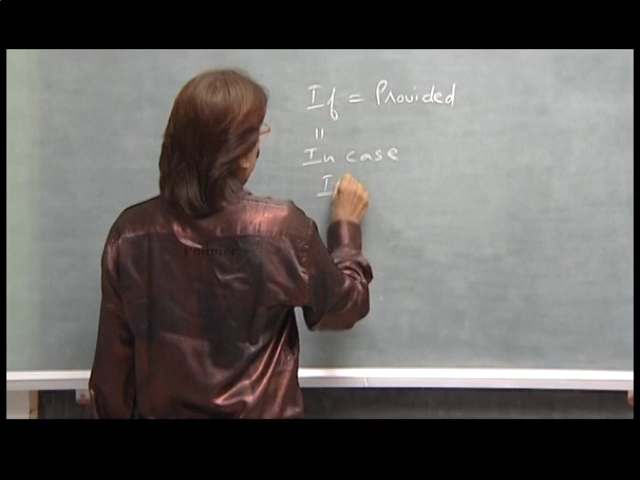 If = Provided
"
In case
I